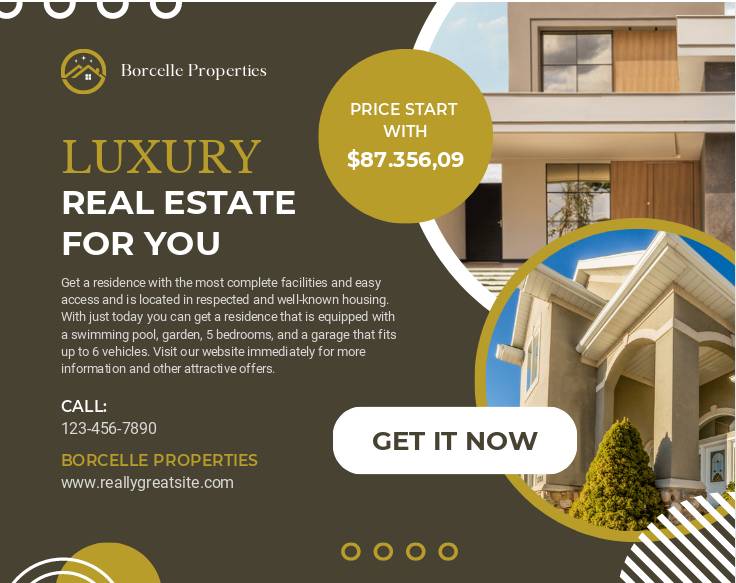 Borcelle Properties
PRICE START
WITH
$87.356,09
LUXURY
REAL ESTATE
FOR YOU
Get a residence with the most complete facilities and easy
access and is located in respected and well-known housing.
With just today you can get a residence that is equipped with
a swimming pool, garden, 5 bedrooms, and a garage that fits
up to 6 vehicles. Visit our website immediately for more
information and other attractive offers.
CALL:
123-456-7890
BORCELLE PROPERTIES
www.reallygreatsite.com
GET IT NOW